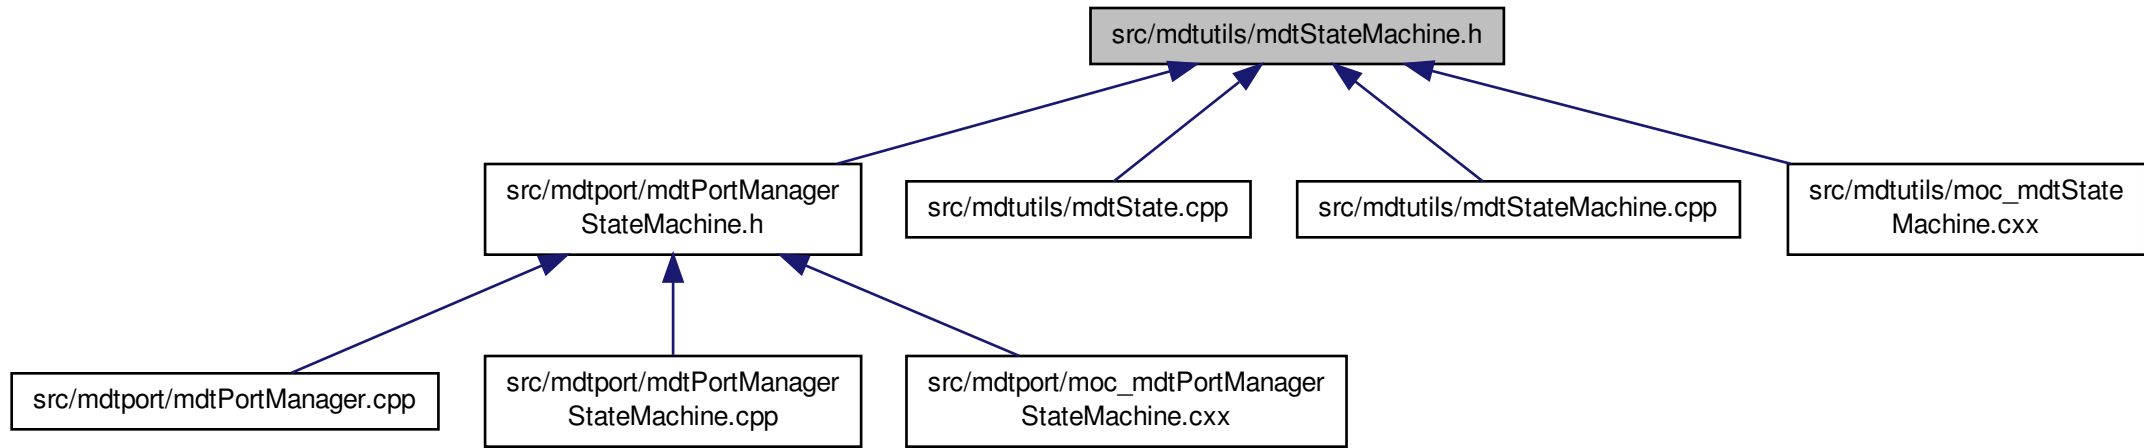 src/mdtutils/mdtStateMachine.h
src/mdtport/mdtPortManager
StateMachine.h
src/mdtutils/mdtState.cpp
src/mdtutils/mdtStateMachine.cpp
src/mdtutils/moc_mdtState
Machine.cxx
src/mdtport/mdtPortManager.cpp
src/mdtport/mdtPortManager
StateMachine.cpp
src/mdtport/moc_mdtPortManager
StateMachine.cxx